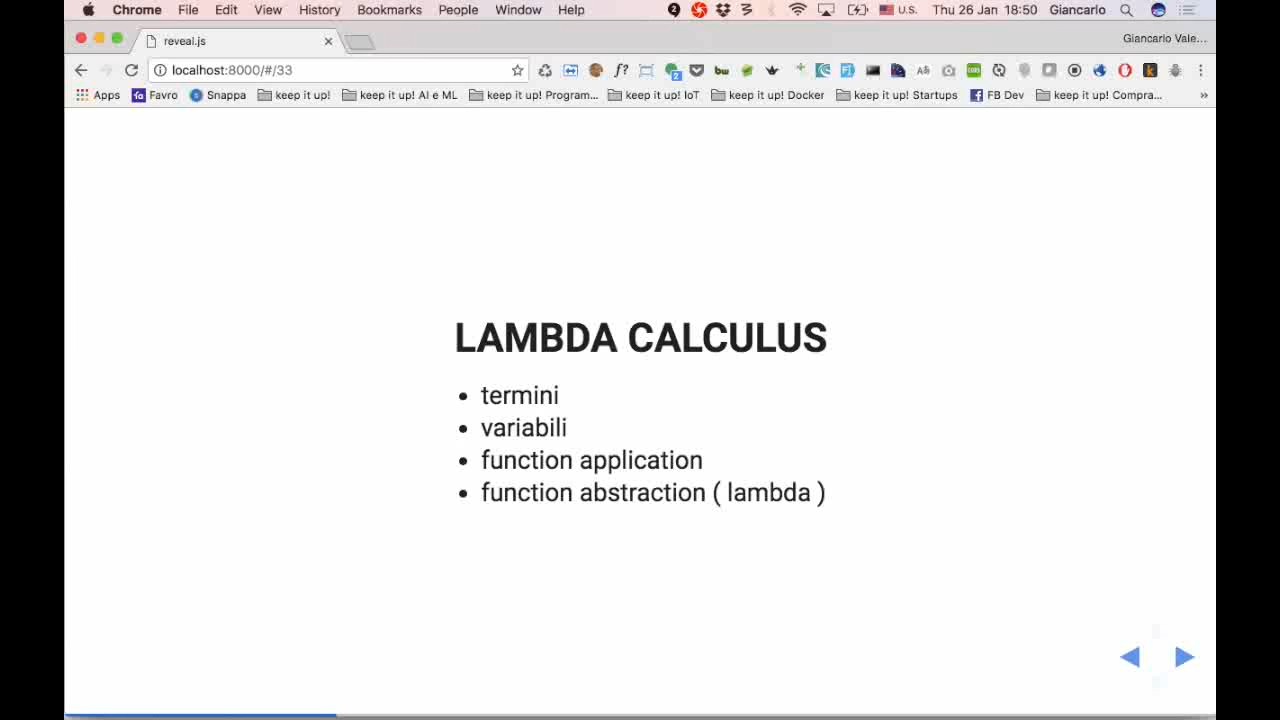 Chrome File Edit View History Bookmarks People Window Help U.S. Thu 26 Jan 18:50 Giancarlo
reveal.js Giancarlo Vale...
localhost:8000/#/33
Apps Favro Snappa keep it up! keep it up! AI e ML keep it up! Program... keep it up! IoT keep it up! Docker keep it up! Startups FB Dev keep it up! Compra... »
LAMBDA CALCULUS
• termini
• variabili
• function application
• function abstraction ( lambda )